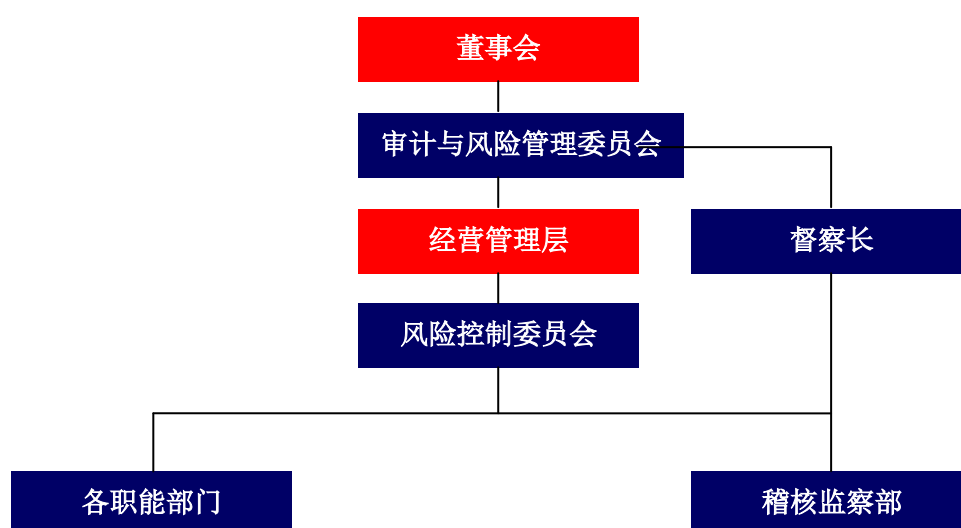 董事会
审计与风险管理委员会
经营管理层
督察长
风险控制委员会
各职能部门
稽核监察部